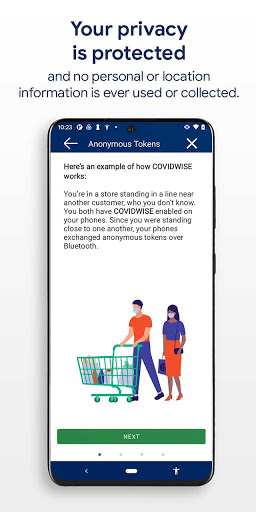 Your privacy
is protected
and no personal or location
information is ever used or collected.
10:23
Anonymous Tokens
Here's an example of how COVIDWISE
works:
You're in a store standing in a line near
another customer, who you don't know.
You both have COVIDWISE enabled on
your phones. Since you were standing
close to one another, your phones
exchanged anonymous tokens over
Bluetooth.
NEXT